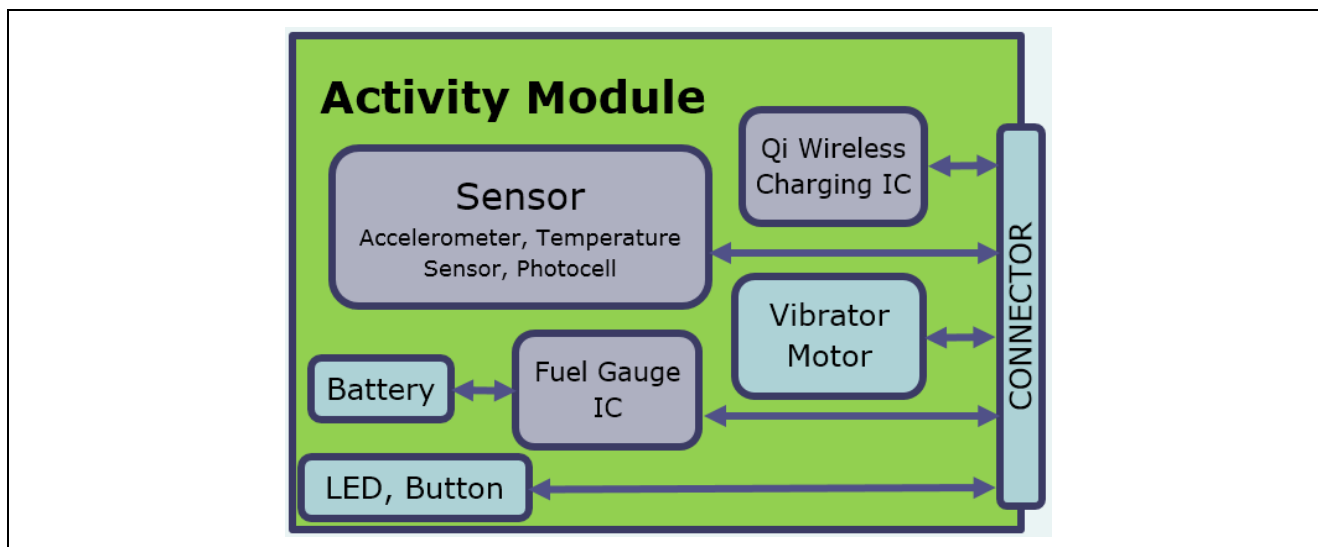 Activity Module
Qi Wireless
Charging IC
Sensor
Accelerometer, Temperature
Sensor, Photocell
CONNECTOR
Vibrator
Motor
Fuel Gauge
IC
Battery
LED, Button